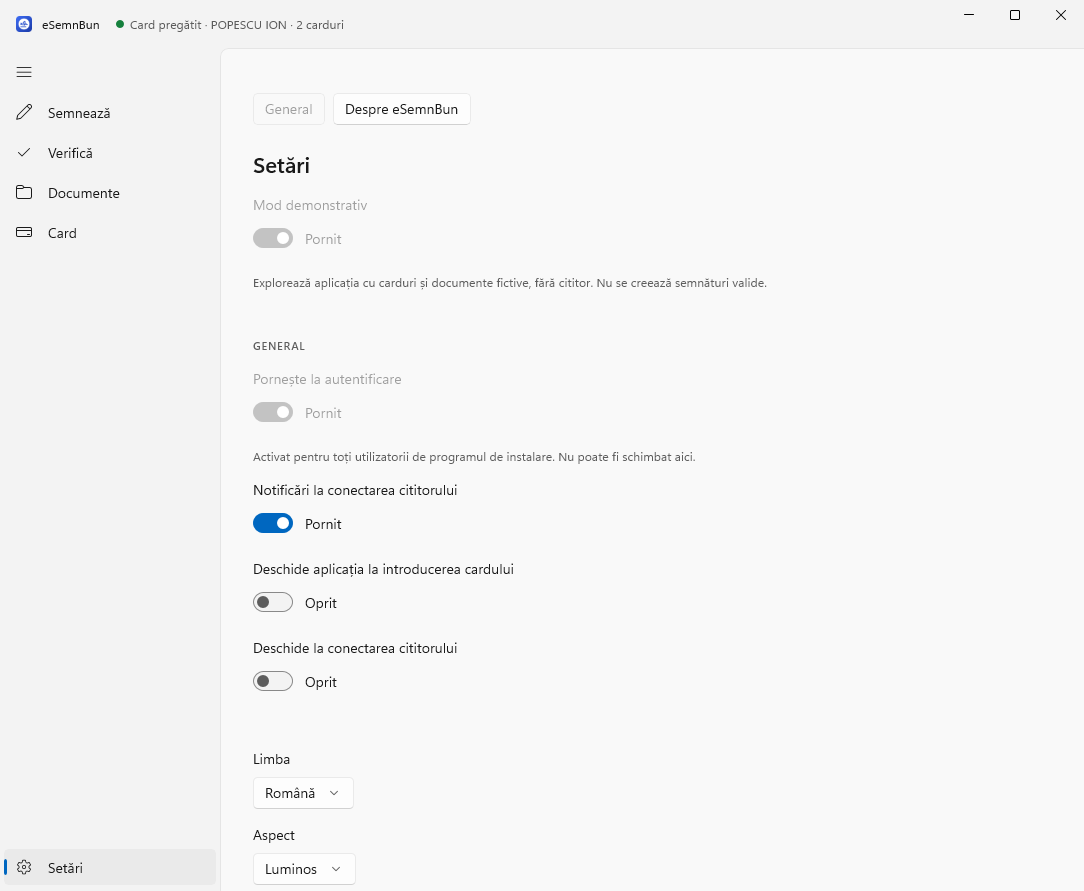 eSemnBun
Card pregătit · POPESCU ION · 2 carduri
Semnează
Verifică
Documente
Card
Setări
General
Despre eSemnBun
Setări
Mod demonstrativ
Pornit
Explorează aplicația cu carduri și documente fictive, fără cititor. Nu se creează semnături valide.
GENERAL
Pornește la autentificare
Pornit
Activat pentru toți utilizatorii de programul de instalare. Nu poate fi schimbat aici.
Notificări la conectarea cititorului
Pornit
Deschide aplicația la introducerea cardului
Oprit
Deschide la conectarea cititorului
Oprit
Limba
Română
Aspect
Luminos